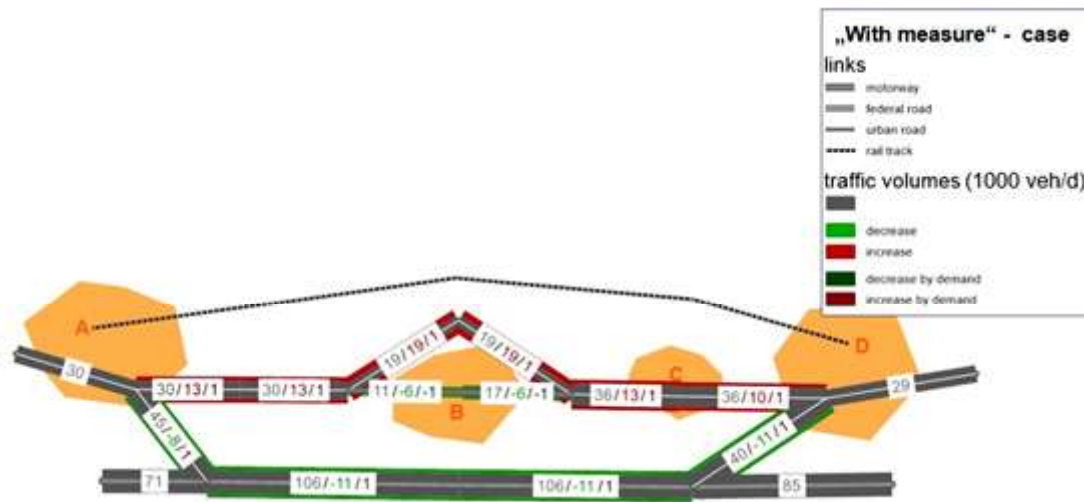 „With measure“ - case
links
motorway
federal road
urban road
rail track
traffic volumes (1000 veh/d)
decrease
increase
decrease by demand
increase by demand
A
D
C
B
19/19/1
19/19/1
30
30/13/1
30/13/1
11/-6/-1
17/-6/-1
36/13/1
36/10/1
29
45/-8/1
40/-11/1
71
106/-11/1
106/-11/1
85